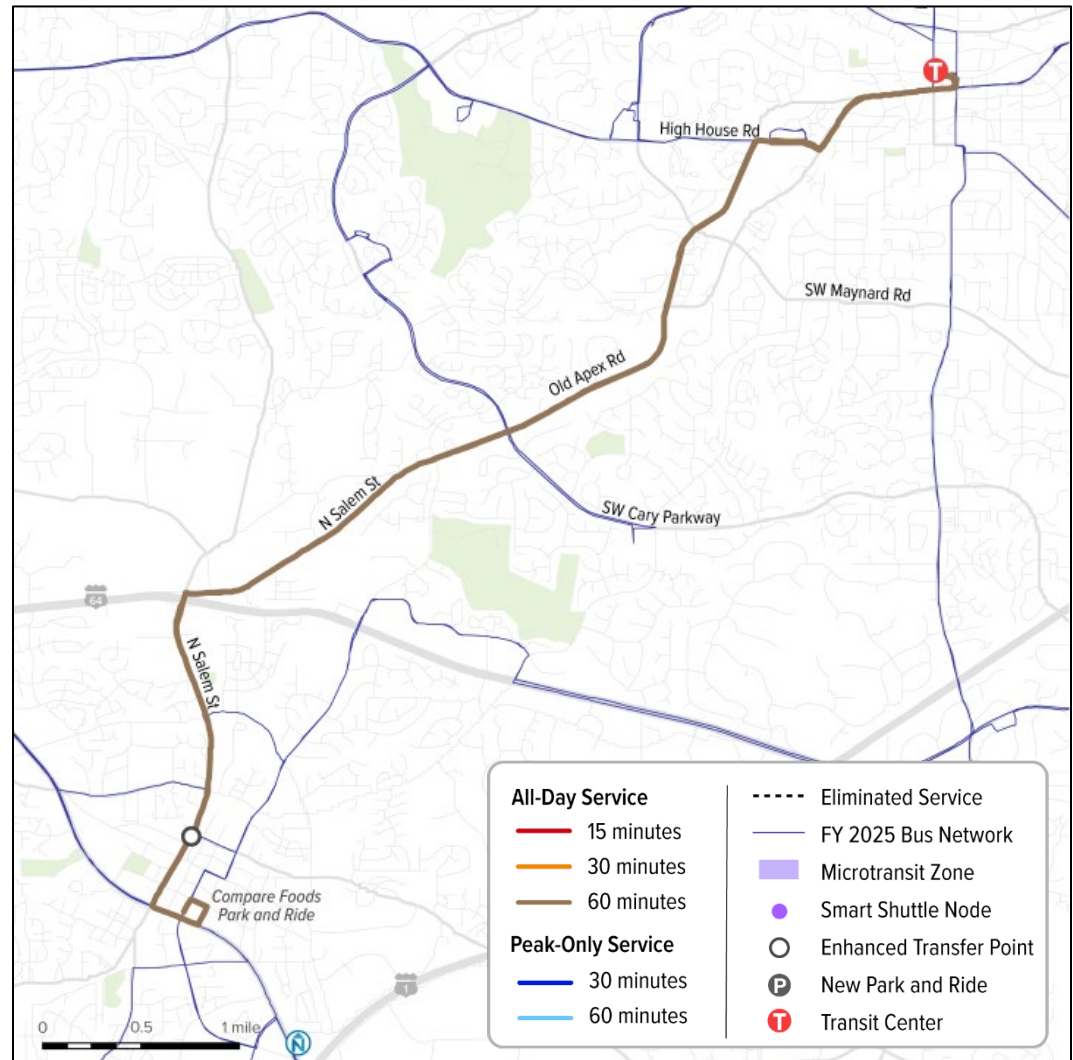 T
High House Rd
SW Maynard Rd
Old Apex Rd
N Salem St
SW Cary Parkway
64
N Salem St
Compare Foods
Park and Ride
1
0 0.5 1 mile
N
All-Day Service
15 minutes
30 minutes
60 minutes
Peak-Only Service
30 minutes
60 minutes
Eliminated Service
FY 2025 Bus Network
Microtransit Zone
Smart Shuttle Node
Enhanced Transfer Point
P New Park and Ride
T Transit Center